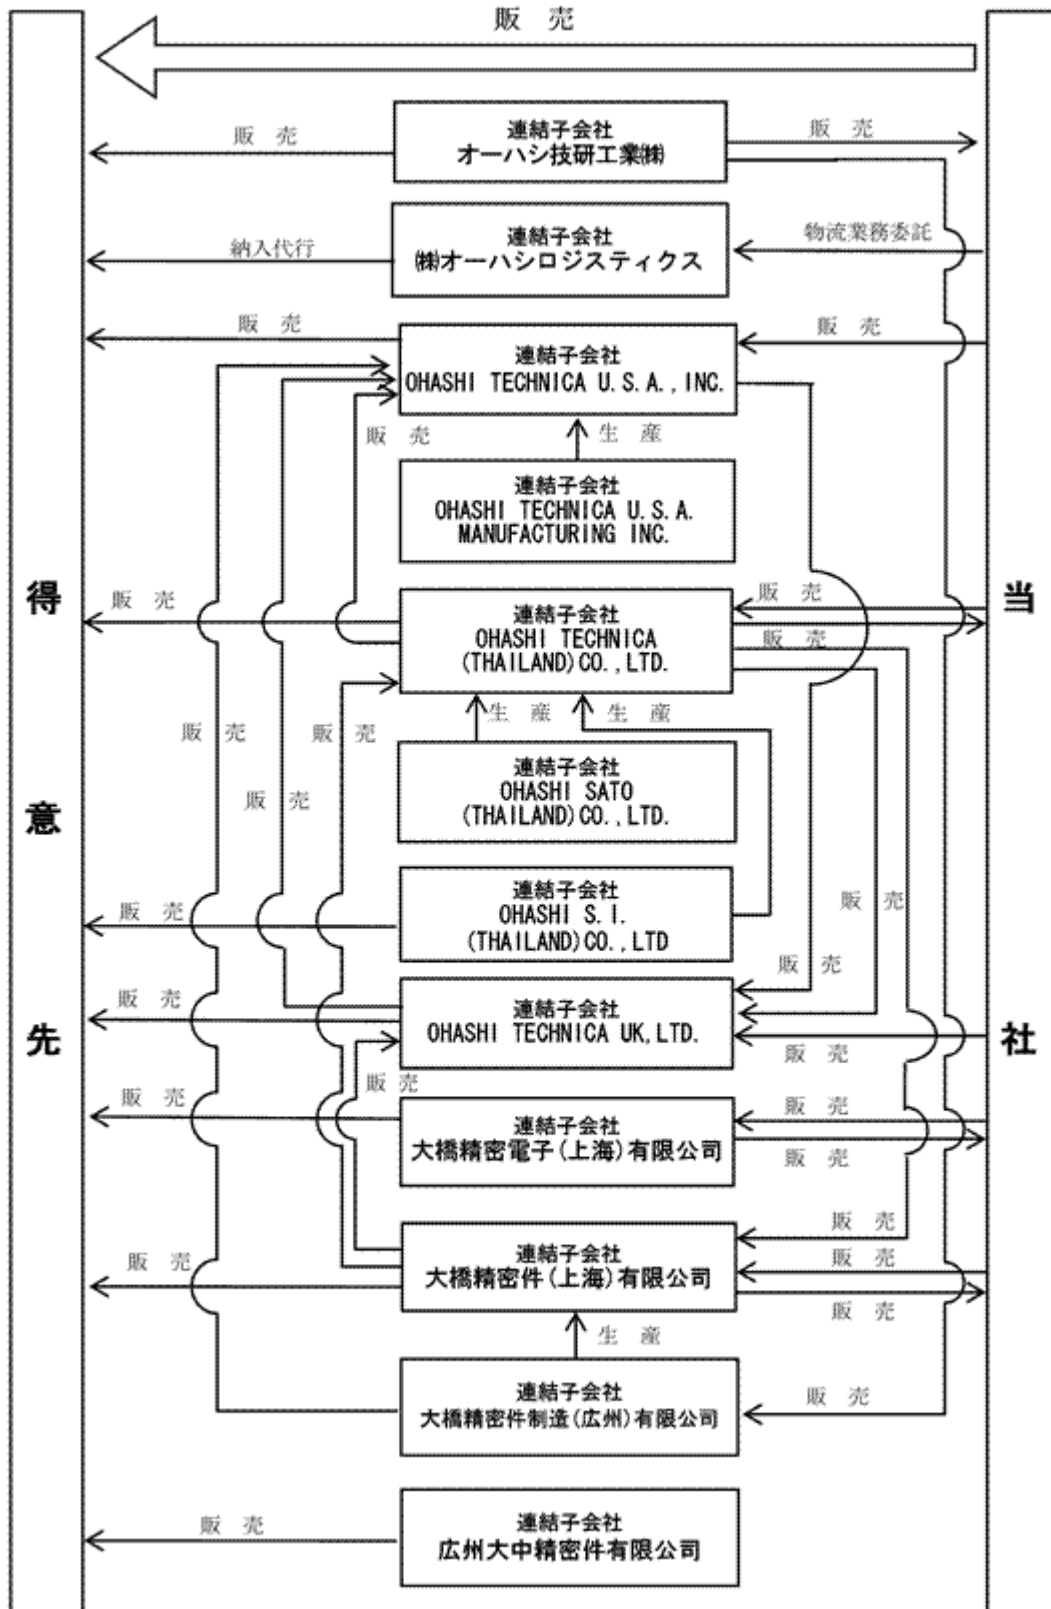 販売
連結子会社
オーハシ技研工業㈱
販売
販売
連結子会社
㈱オーハシロジスティクス
納入代行
物流業務委託
販売
販売
連結子会社
OHASHI TECHNICA U.S.A.,INC.
販売
生産
連結子会社
OHASHI TECHNICA U.S.A.
MANUFACTURING INC.
得意先
当社
販売
販売
連結子会社
OHASHI TECHNICA
(THAILAND)CO.,LTD.
販売
生産
生産
販売
販売
販売
連結子会社
OHASHI SATO
(THAILAND)CO.,LTD.
連結子会社
OHASHI S.I.
(THAILAND)CO.,LTD
販売
販売
販売
販売
連結子会社
OHASHI TECHNICA UK,LTD.
販売
販売
販売
販売
連結子会社
大橋精密電子(上海)有限公司
販売
販売
連結子会社
大橋精密件(上海)有限公司
販売
販売
販売
生産
連結子会社
大橋精密件制造(広州)有限公司
販売
販売
連結子会社
広州大中精密件有限公司